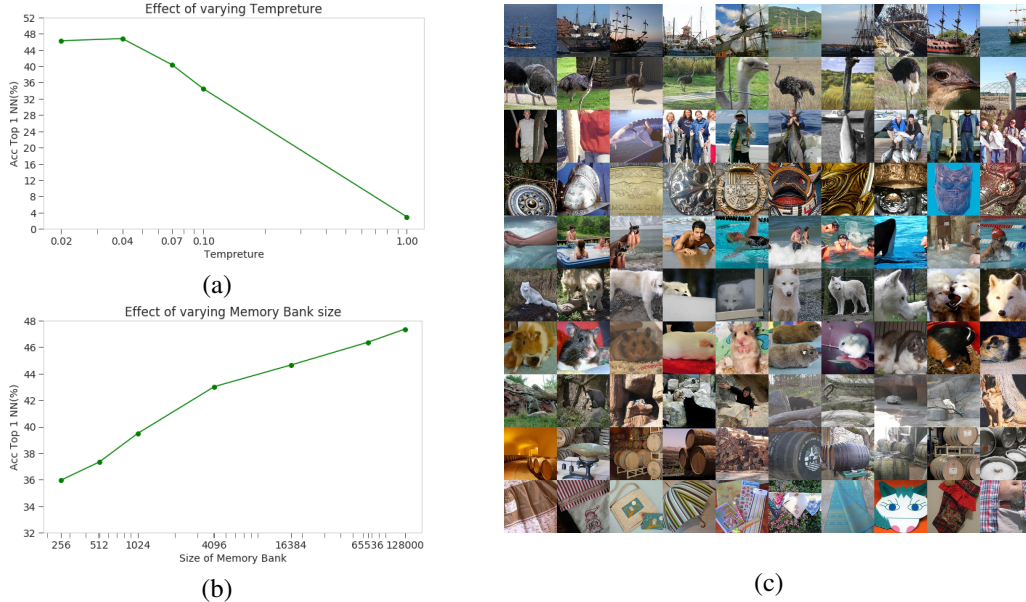 Effect of varying Tempreture
Acc Top 1 NN(%)
52
48
44
40
36
32
28
24
20
16
12
8
4
0
0.02 0.04 0.07 0.10 1.00
Tempreture
(a)
Effect of varying Memory Bank size
Acc Top 1 NN(%)
48
46
44
42
40
38
36
34
32
256 512 1024 4096 16384 65536 128000
Size of Memory Bank
(b)
(c)